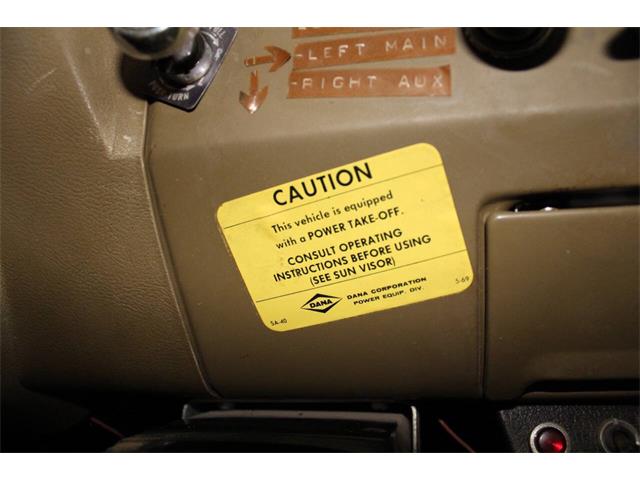 -LEFT MAIN
-RIGHT AUX
TURN
CAUTION
This vehicle is equipped
with a POWER TAKE-OFF.
CONSULT OPERATING
INSTRUCTIONS BEFORE USING
(SEE SUN VISOR)
DANA
DANA CORPORATION
POWER EQUIP. DIV.
SA-40
5-69